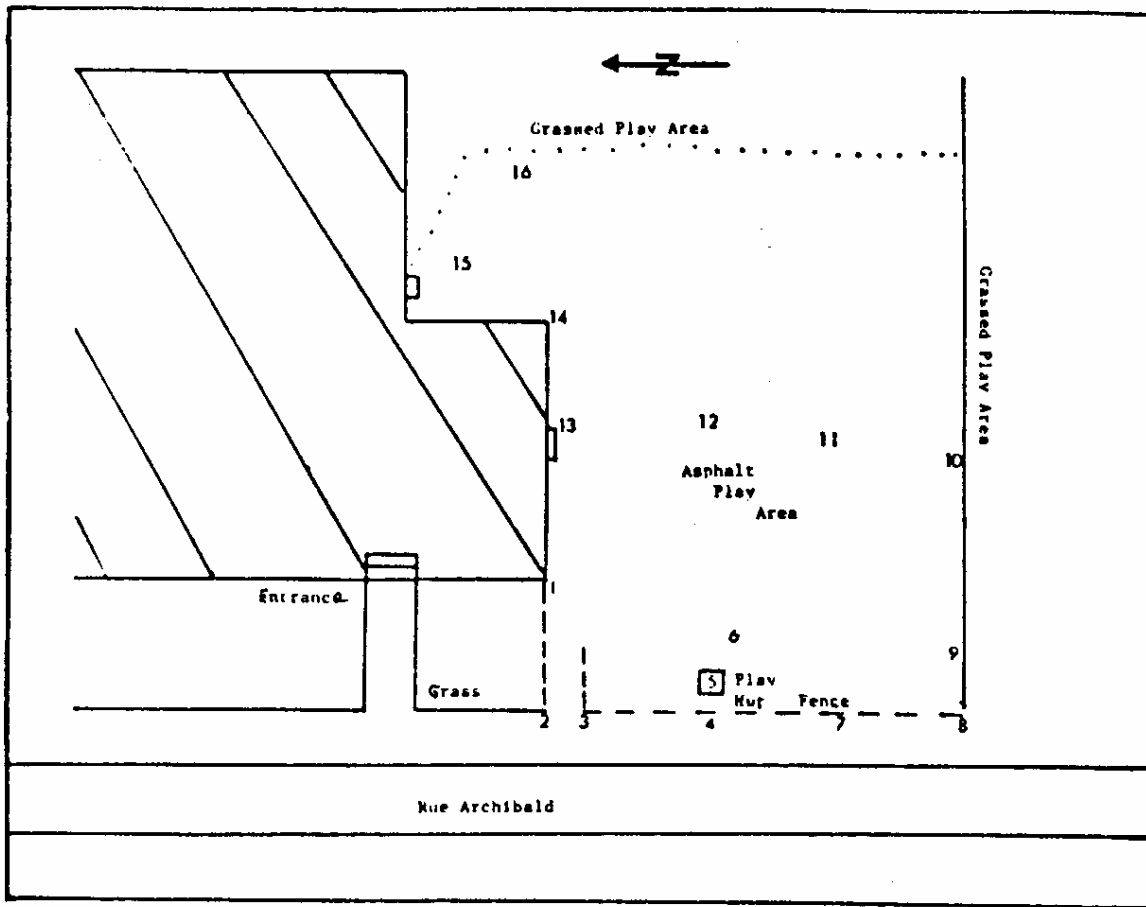 N
Grassed Play Area
16
15
14
13
12
11
Grassed Play Area
10
Asphalt
Play
Area
1
Entrance
6
9
5 Play
Hut Fence
Grass
2
3
4
7
8
Rue Archibald